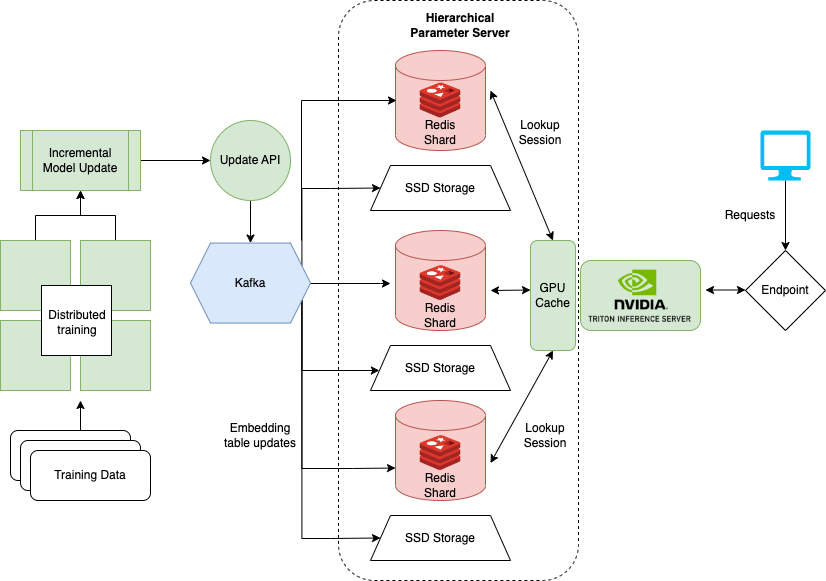 Hierarchical
Parameter Server
Redis
Shard
Lookup
Session
SSD Storage
Incremental
Model Update
Update API
Requests
Kafka
Redis
Shard
GPU
Cache
NVIDIA.
TRITON INFERENCE SERVER
Endpoint
Distributed
training
SSD Storage
Embedding
table updates
Lookup
Session
Redis
Shard
Training Data
SSD Storage